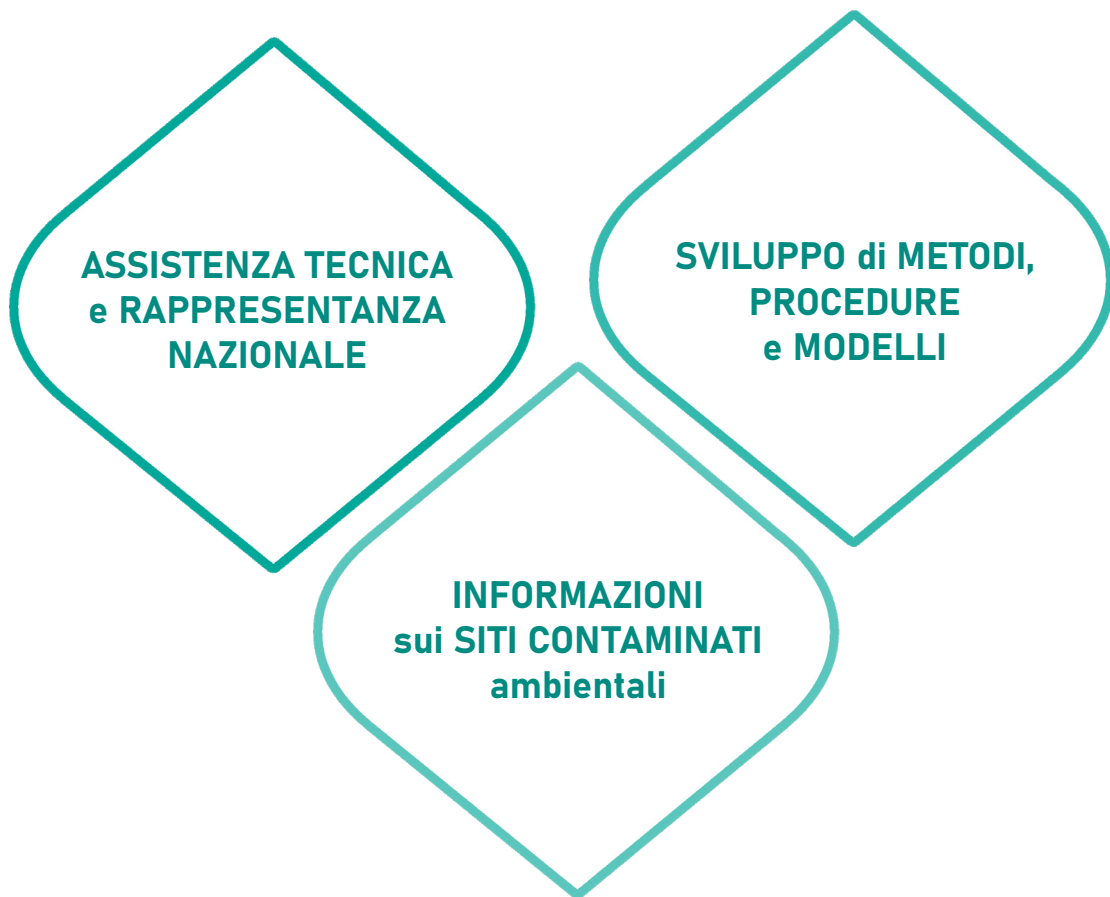 ASSISTENZA TECNICA
e RAPPRESENTANZA
NAZIONALE
SVILUPPO di METODI,
PROCEDURE
e MODELLI
INFORMAZIONI
sui SITI CONTAMINATI
ambientali